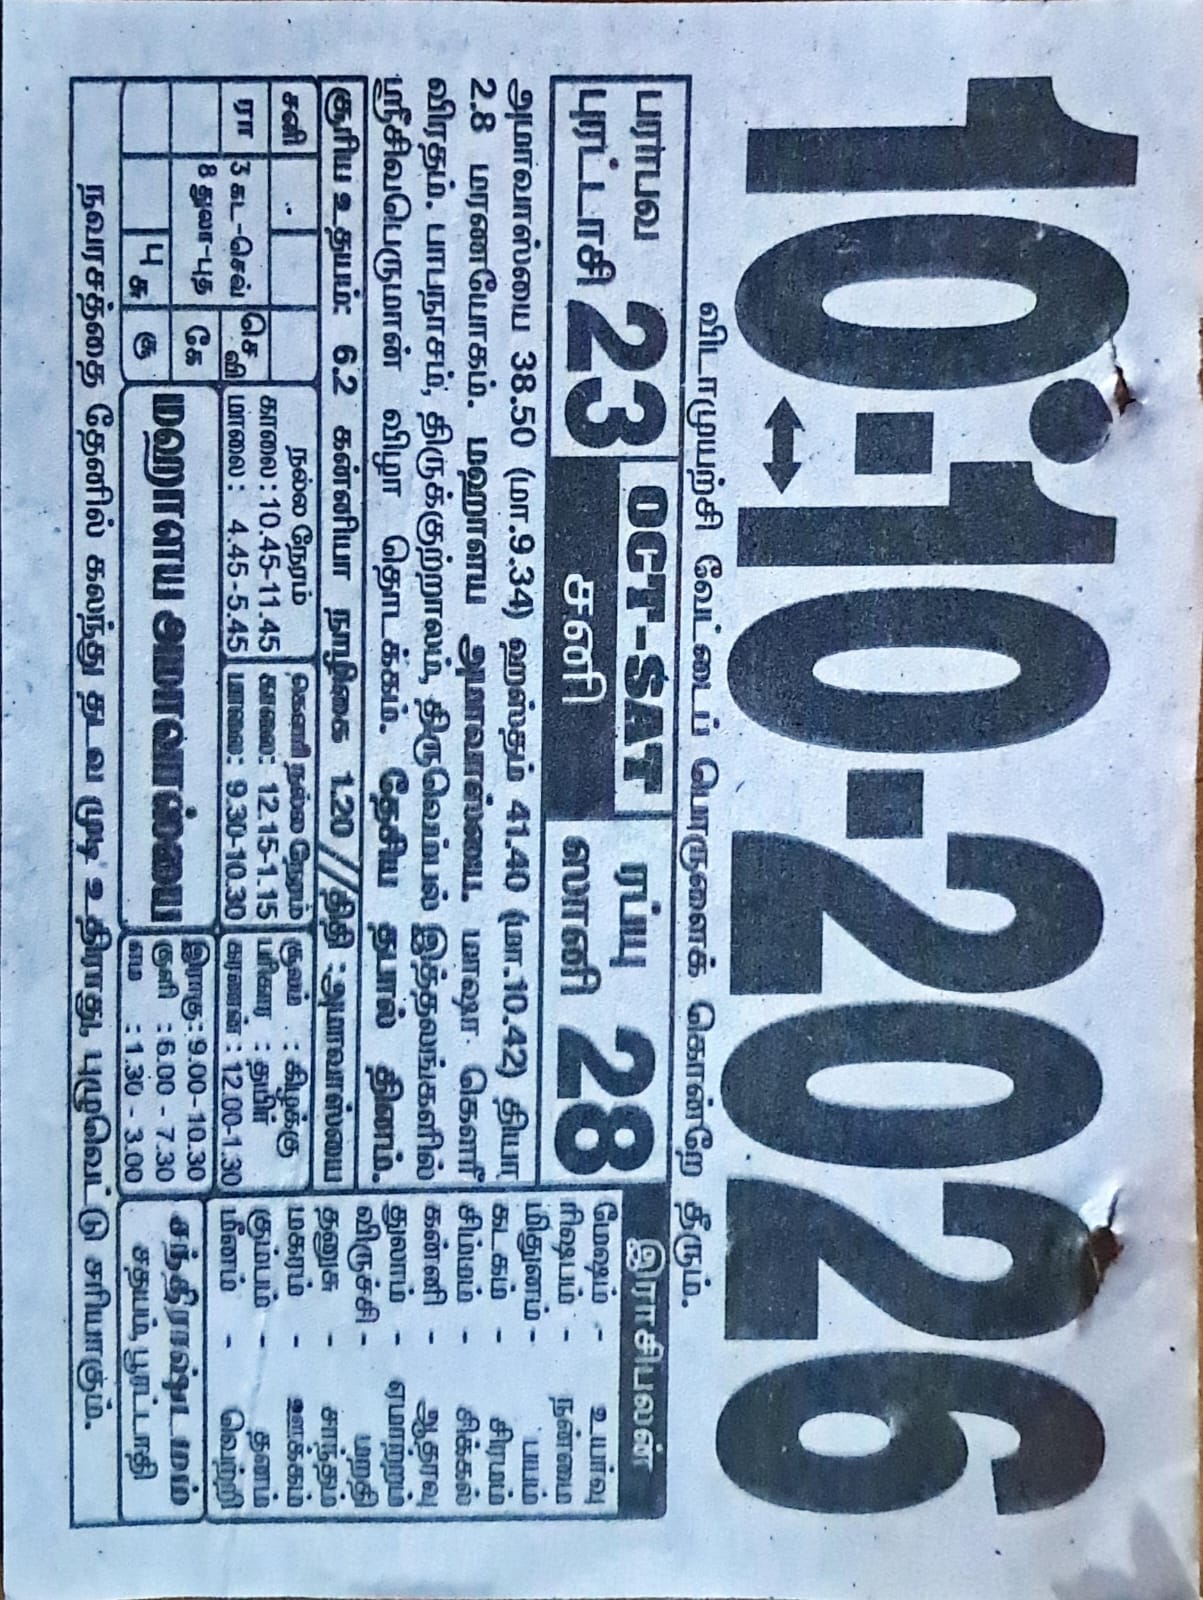 10-10-2026
விடாமுயற்சி வேட்டைப் பொருளைக் கொன்றே தீரும்.
பராபவ
புரட்டாசி 23
OCT-SAT
சனி
ரப்யு
லானி 28
அமாவாஸ்யை 38.50 (மா.9.34) ஹஸ்தம் 41.40 (மா.10.42) தியா,
2.8 மரணயோகம். மஹாளய அமாவாஸ்யை. மாஷா கெளரீ
விரதம். பாபநாசம், திருக்குற்றாலம், திருவெண்பல் இத்தலங்களில்
ஸ்ரீசிவபெருமான் விழா தொடக்கம். தேசிய தபால் தினம்.
சூரிய உதயம்: 6.2 கன்னியா நாழிகை 1.20 // திதி : அமாவாஸ்யை
இராசிபலன்
மேஷம் - உயர்வு
ரிஷபம் - நன்மை
மிதுனம் - பயம்
கடகம் - சிரமம்
சிம்மம் - சிக்கல்
கன்னி - ஆதரவு
துலாம் - ஏமாற்றம்
விருச்சி - மறதி
தனுசு - சாந்தம்
மகரம் - ஊக்கம்
கும்பம் - தனம்
மீனம் - வெற்றி
சனி
ரா 3 கட-செவ் செ வி
8 துலா-புத கே
பு சு கு
நல்ல நேரம்
காலை: 10.45-11.45
மாலை: 4.45-5.45
கெளரி நல்ல நேரம்
காலை: 12.15-1.15
மாலை: 9.30-10.30
சூலம் : கிழக்கு
பரிகார : தயிர்
கரணன் : 12.00-1.30
மஹாளய அமாவாஸ்யை
இராகு : 9.00-10.30
குளி : 6.00 - 7.30
எம : 1.30 - 3.00
சந்திராஷ்டமம்
சதயம், பூரட்டாதி
நவரசத்தை தேனில் கலந்து தடவ முடி உதிராது, புழுவெட்டு சரியாகும்.